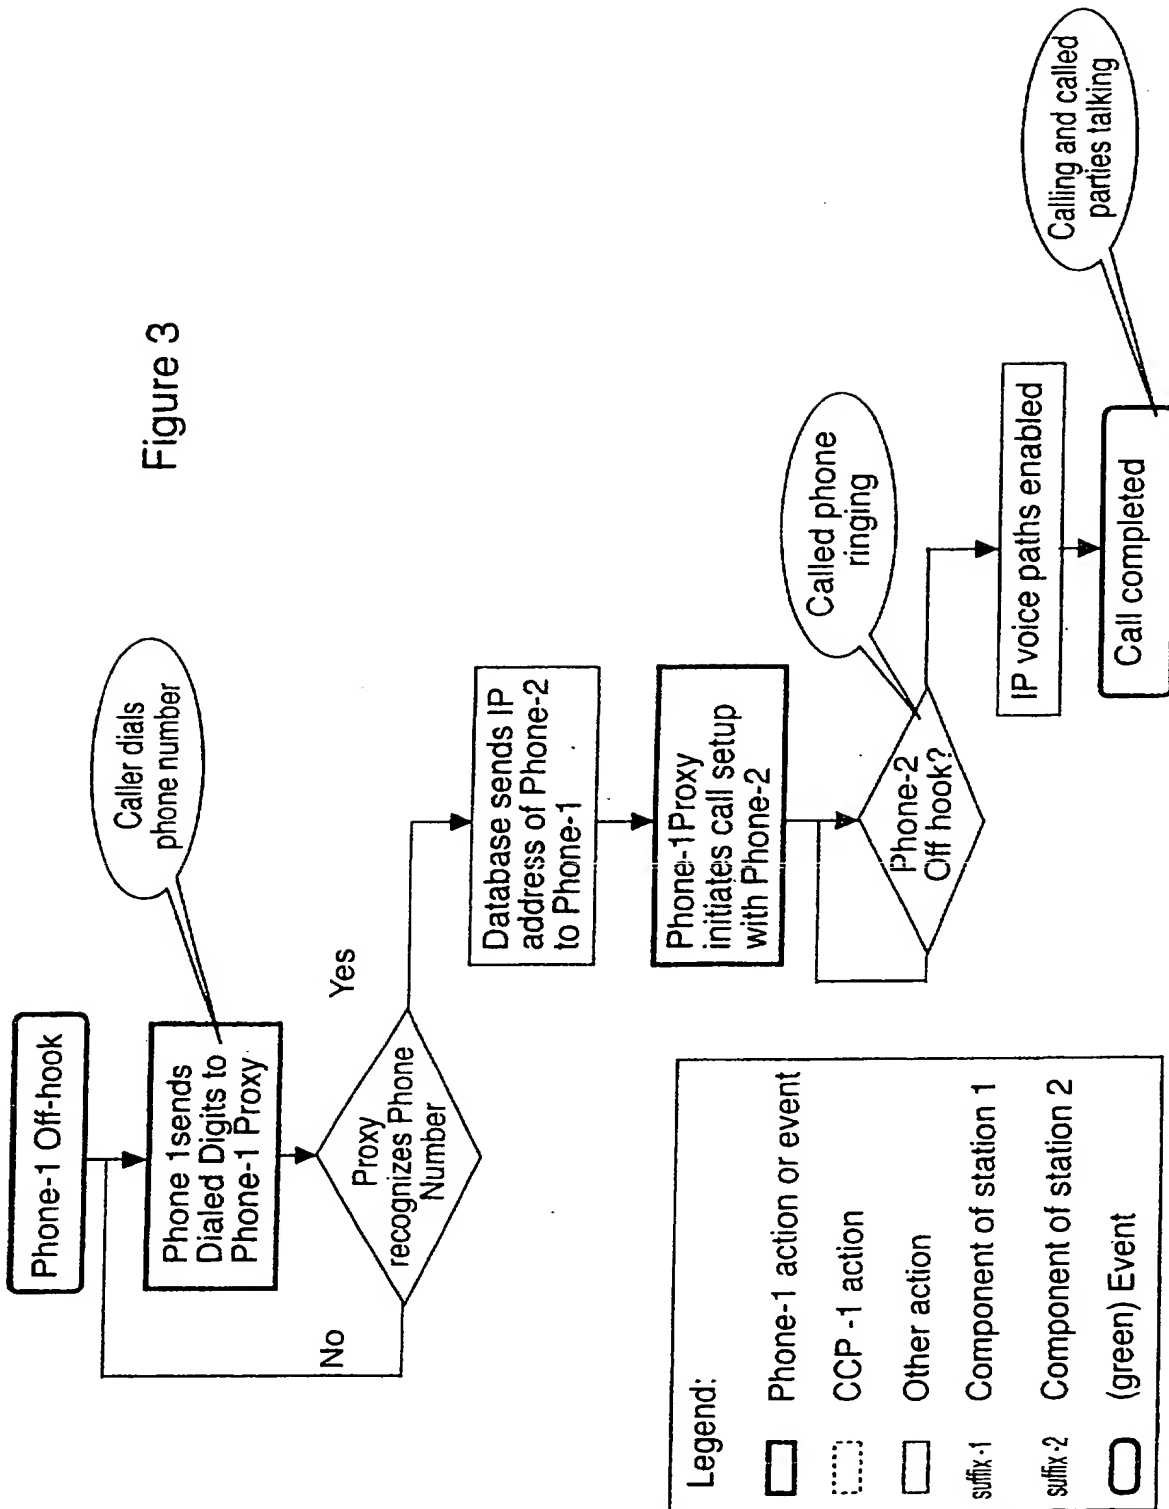 Figure 3
Phone-1 Off-hook
Caller dials
phone number
Phone 1sends
Dialed Digits to
Phone-1 Proxy
Proxy
recognizes Phone
Number
No
Yes
Database sends IP
address of Phone-2
to Phone-1
Phone-1Proxy
initiates call setup
with Phone-2
Called phone
ringing
Phone-2
Off hook?
IP voice paths enabled
Call completed
Calling and called
parties talking
Legend:
Phone-1 action or event
CCP -1 action
Other action
suffix-1 Component of station 1
suffix-2 Component of station 2
(green) Event